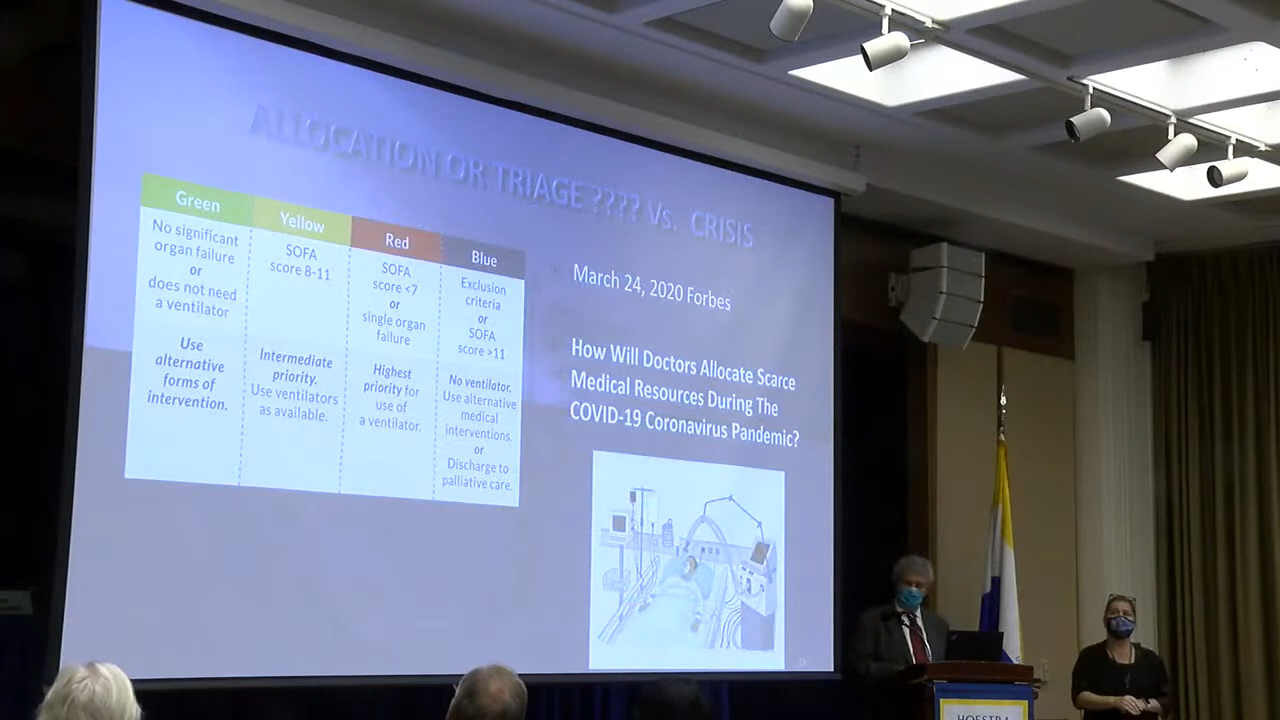 ALLOCATION OR TRIAGE ???? Vs. CRISIS
Green
No significant
organ failure
or
does not need
a ventilator
Use
alternative
forms of
intervention.
Yellow
SOFA
score 8-11
Intermediate
priority.
Use ventilators
as available.
Red
SOFA
score <7
or
single organ
failure
Highest
priority for
use of
a ventilator.
Blue
Exclusion
criteria
or
SOFA
score >11
No ventilator.
Use alternative
medical
interventions.
or
Discharge to
palliative care.
March 24, 2020 Forbes
How Will Doctors Allocate Scarce
Medical Resources During The
COVID-19 Coronavirus Pandemic?